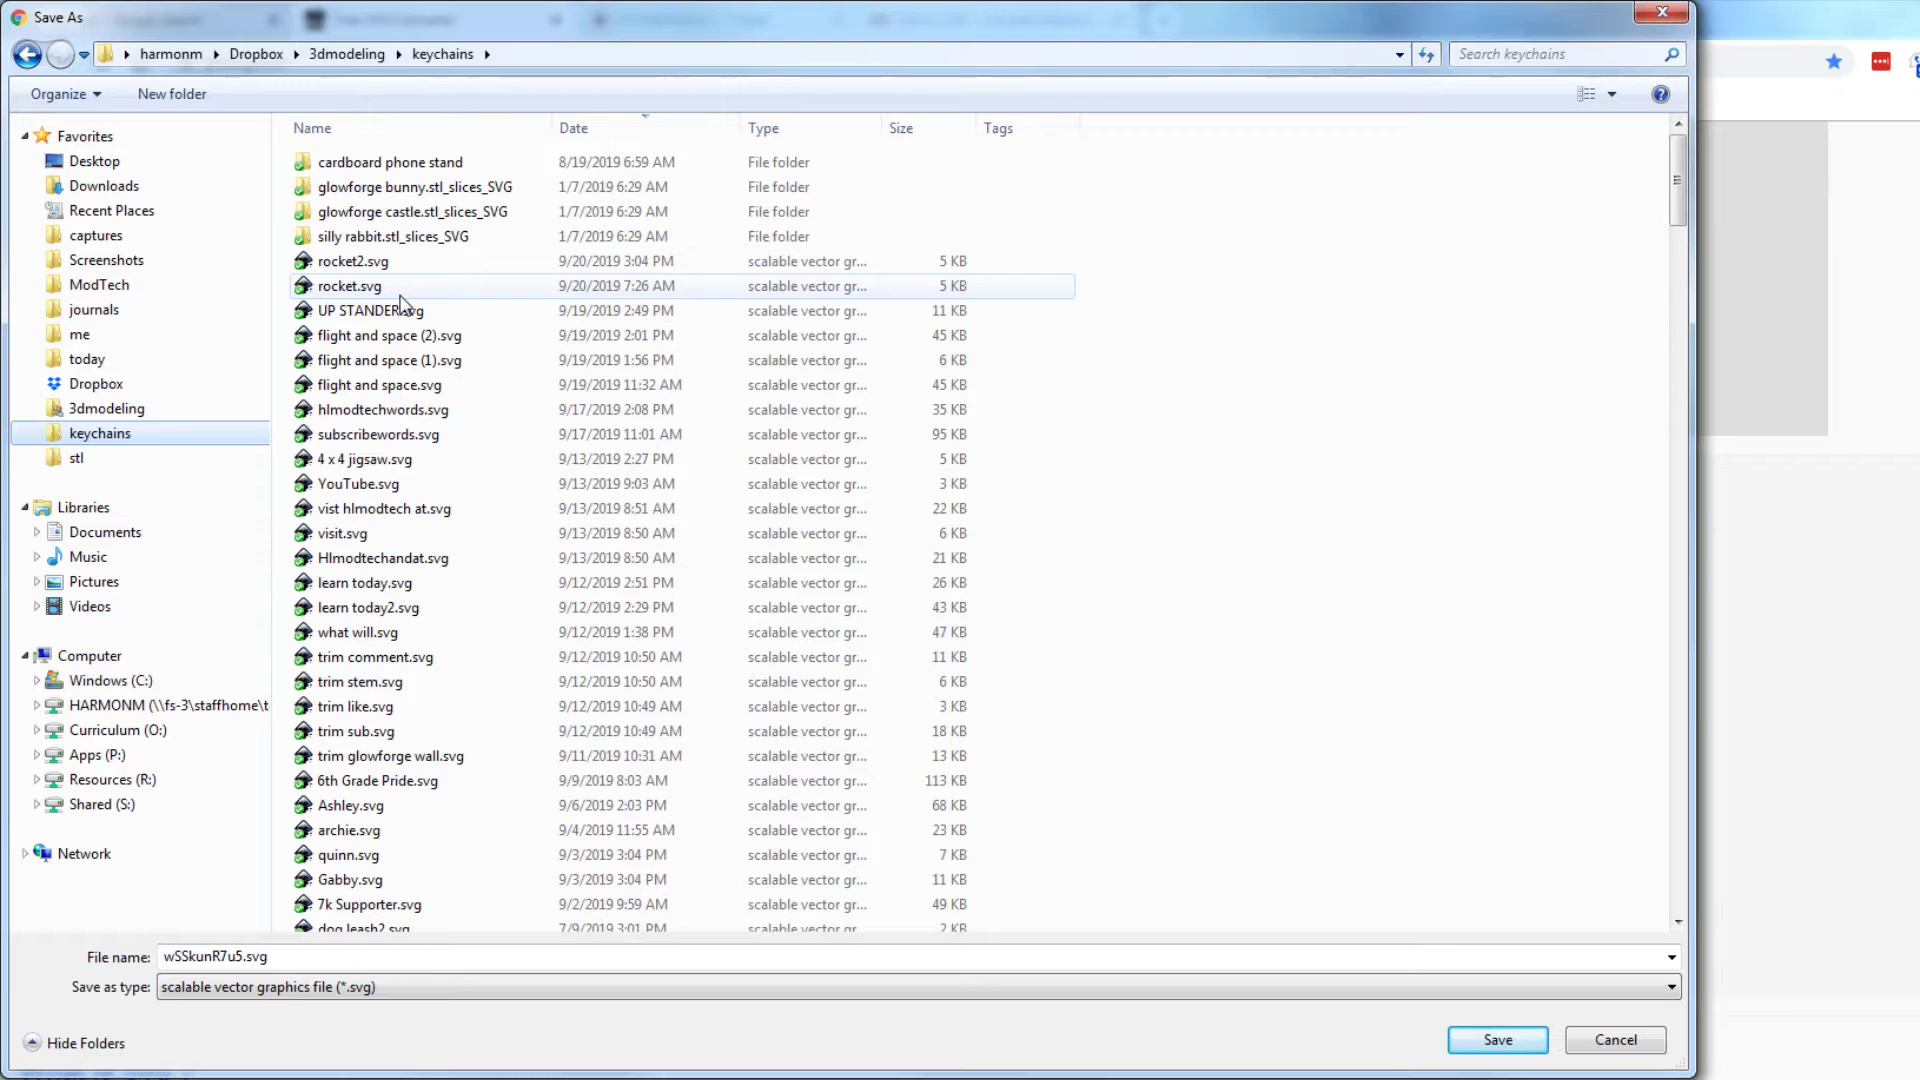 Save As
harmonm Dropbox 3dmodeling keychains
Search keychains
Organize New folder
Name Date Type Size Tags
Favorites
Desktop
Downloads
Recent Places
captures
Screenshots
ModTech
journals
me
today
Dropbox
3dmodeling
keychains
stl
Libraries
Documents
Music
Pictures
Videos
Computer
Windows (C:)
HARMONM (\\fs-3\staffhome\t
Curriculum (O:)
Apps (P:)
Resources (R:)
Shared (S:)
Network
cardboard phone stand 8/19/2019 6:59 AM File folder
glowforge bunny.stl_slices_SVG 1/7/2019 6:29 AM File folder
glowforge castle.stl_slices_SVG 1/7/2019 6:29 AM File folder
silly rabbit.stl_slices_SVG 1/7/2019 6:29 AM File folder
rocket2.svg 9/20/2019 3:04 PM scalable vector gr... 5 KB
rocket.svg 9/20/2019 7:26 AM scalable vector gr... 5 KB
UP STANDER.svg 9/19/2019 2:49 PM scalable vector gr... 11 KB
flight and space (2).svg 9/19/2019 2:01 PM scalable vector gr... 45 KB
flight and space (1).svg 9/19/2019 1:56 PM scalable vector gr... 6 KB
flight and space.svg 9/19/2019 11:32 AM scalable vector gr... 45 KB
hlmodtechwords.svg 9/17/2019 2:08 PM scalable vector gr... 35 KB
subscribewords.svg 9/17/2019 11:01 AM scalable vector gr... 95 KB
4 x 4 jigsaw.svg 9/13/2019 2:27 PM scalable vector gr... 5 KB
YouTube.svg 9/13/2019 9:03 AM scalable vector gr... 3 KB
vist hlmodtech at.svg 9/13/2019 8:51 AM scalable vector gr... 22 KB
visit.svg 9/13/2019 8:50 AM scalable vector gr... 6 KB
Hlmodtechandat.svg 9/13/2019 8:50 AM scalable vector gr... 21 KB
learn today.svg 9/12/2019 2:51 PM scalable vector gr... 26 KB
learn today2.svg 9/12/2019 2:29 PM scalable vector gr... 43 KB
what will.svg 9/12/2019 1:38 PM scalable vector gr... 47 KB
trim comment.svg 9/12/2019 10:50 AM scalable vector gr... 11 KB
trim stem.svg 9/12/2019 10:50 AM scalable vector gr... 6 KB
trim like.svg 9/12/2019 10:49 AM scalable vector gr... 3 KB
trim sub.svg 9/12/2019 10:49 AM scalable vector gr... 18 KB
trim glowforge wall.svg 9/11/2019 10:31 AM scalable vector gr... 13 KB
6th Grade Pride.svg 9/9/2019 8:03 AM scalable vector gr... 113 KB
Ashley.svg 9/6/2019 2:03 PM scalable vector gr... 68 KB
archie.svg 9/4/2019 11:55 AM scalable vector gr... 23 KB
quinn.svg 9/3/2019 3:04 PM scalable vector gr... 7 KB
Gabby.svg 9/3/2019 3:04 PM scalable vector gr... 11 KB
7k Supporter.svg 9/2/2019 9:59 AM scalable vector gr... 49 KB
dog leash2.svg 7/9/2019 3:01 PM scalable vector gr... 2 KB
File name: wSSkunR7u5.svg
Save as type: scalable vector graphics file (*.svg)
Hide Folders
Save
Cancel